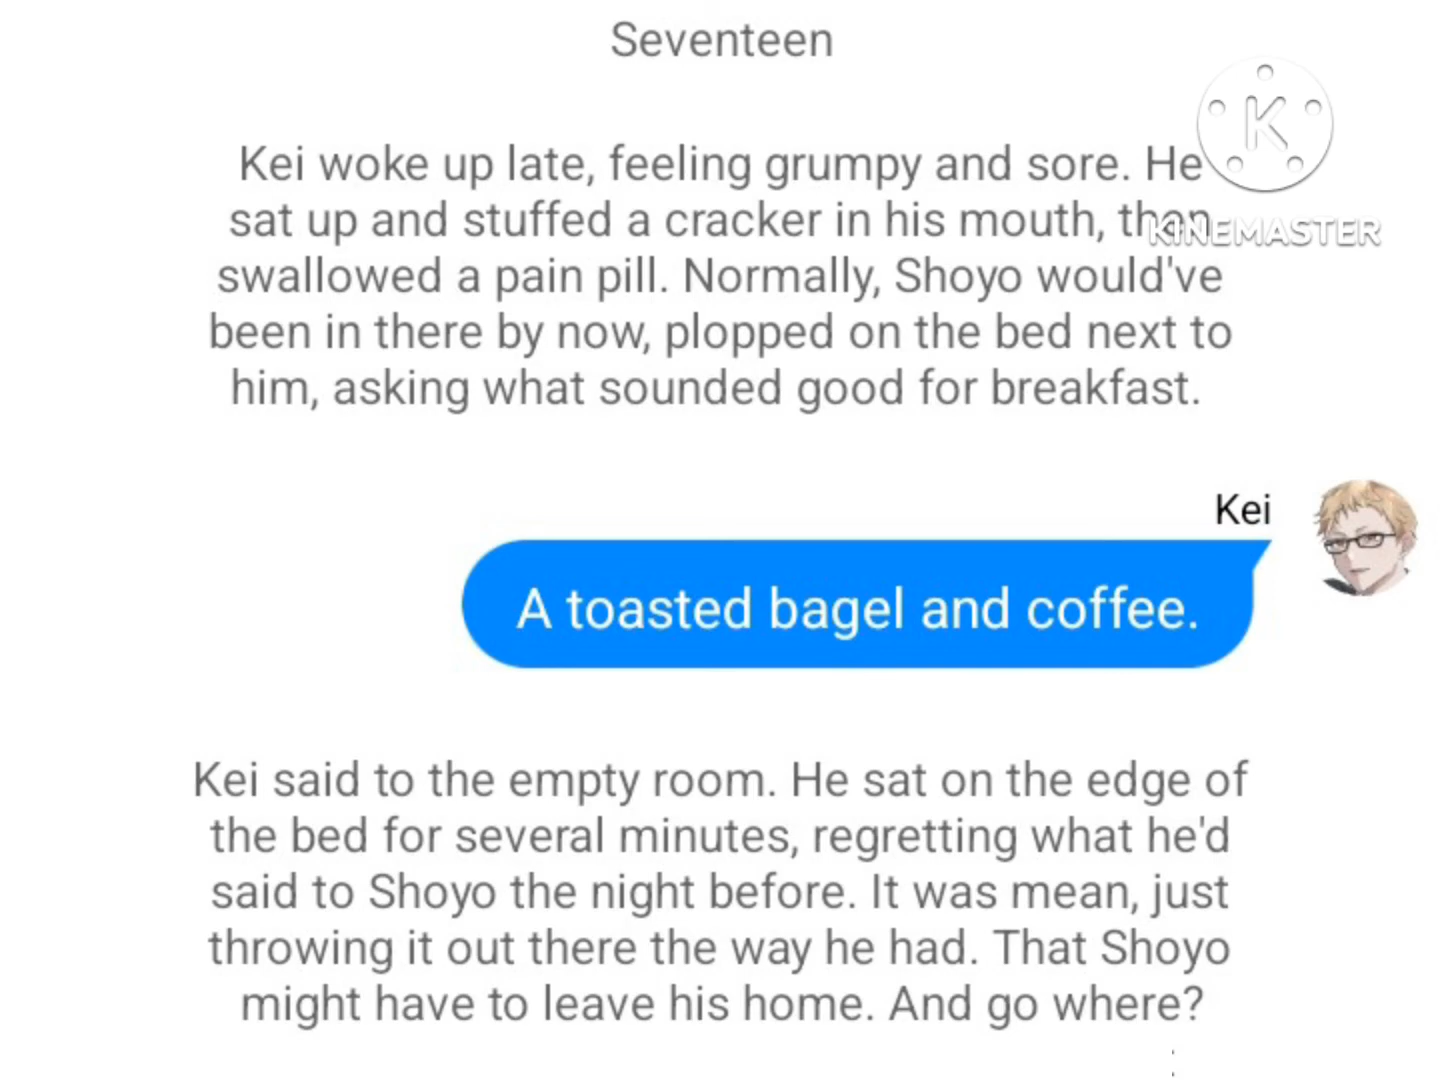 Seventeen
Kei woke up late, feeling grumpy and sore. He
sat up and stuffed a cracker in his mouth, then
swallowed a pain pill. Normally, Shoyo would've
been in there by now, plopped on the bed next to
him, asking what sounded good for breakfast.
K
KINEMASTER
Kei
A toasted bagel and coffee.
Kei said to the empty room. He sat on the edge of
the bed for several minutes, regretting what he'd
said to Shoyo the night before. It was mean, just
throwing it out there the way he had. That Shoyo
might have to leave his home. And go where?